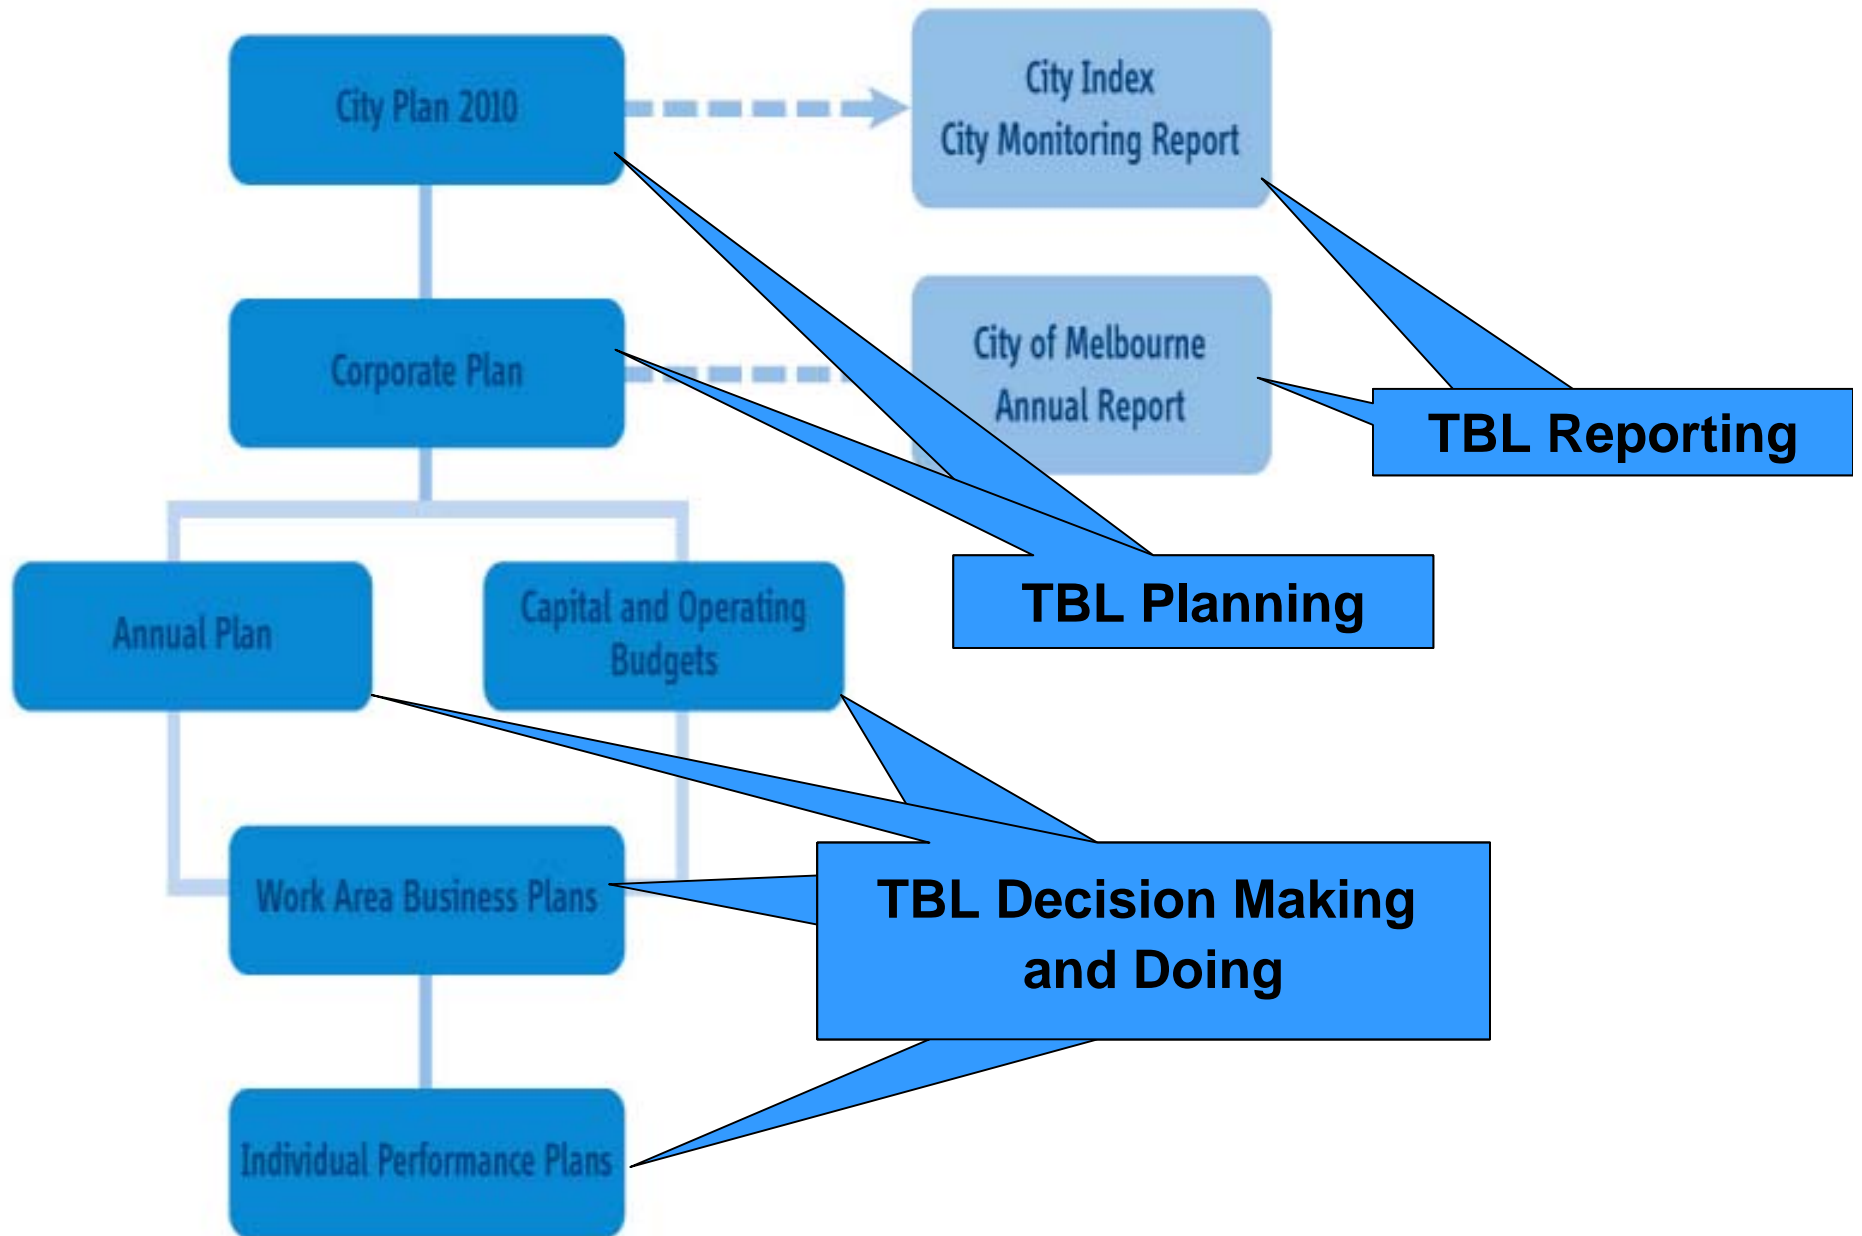 City Plan 2010
City Index
City Monitoring Report
Corporate Plan
City of Melbourne
Annual Report
TBL Reporting
Annual Plan
Capital and Operating
Budgets
TBL Planning
Work Area Business Plans
TBL Decision Making
and Doing
Individual Performance Plans